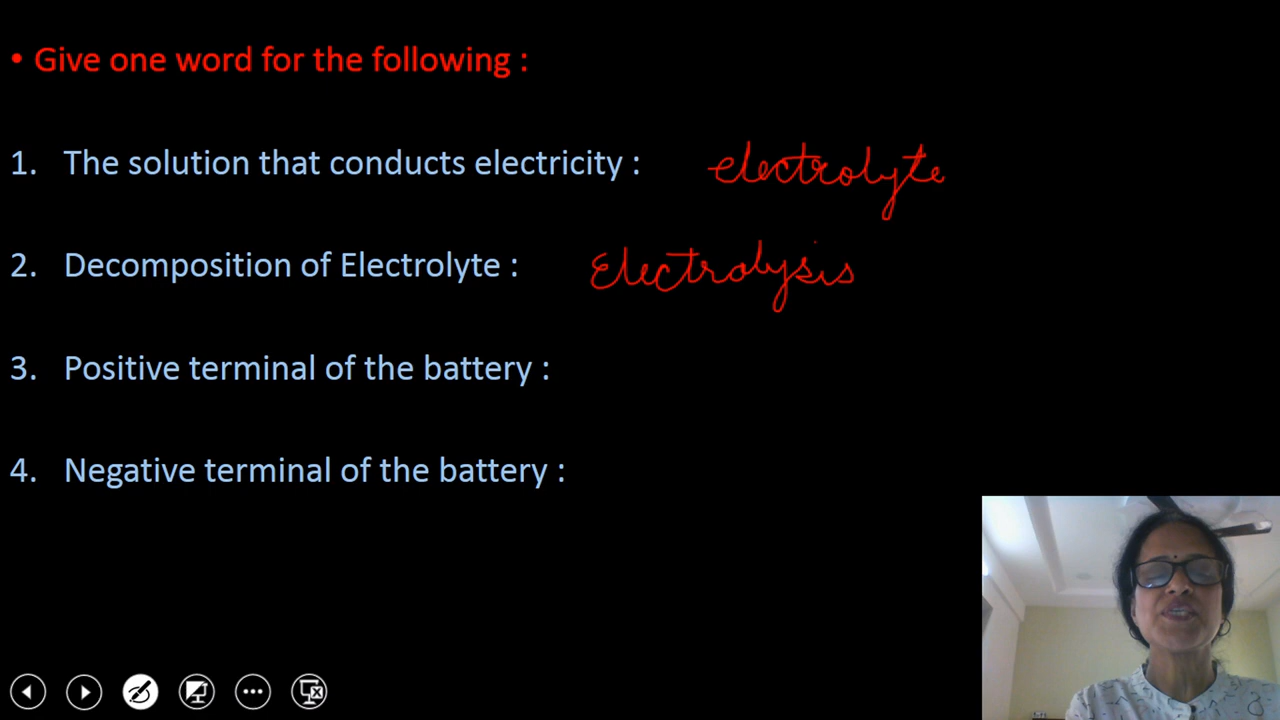 • Give one word for the following :
1. The solution that conducts electricity : electrolyte
2. Decomposition of Electrolyte : Electrolysis
3. Positive terminal of the battery :
4. Negative terminal of the battery :